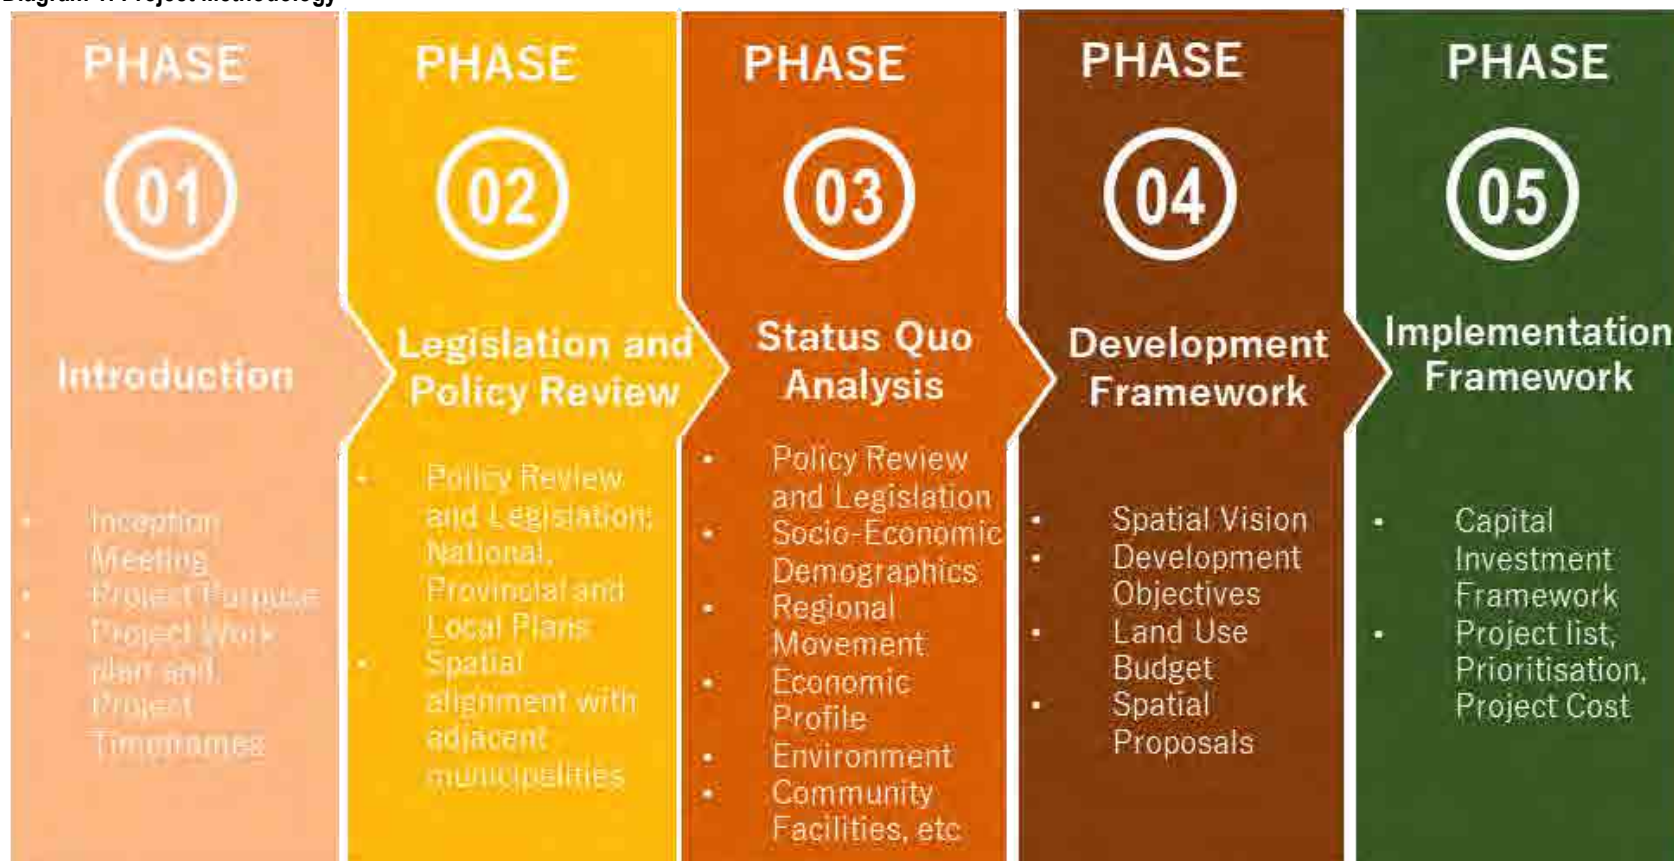 Diagram 1: Project Methodology
PHASE
01
Introduction
• Inception
Meeting
• Project Purpose
• Project Work
plan and
Project
Timeframes
PHASE
02
Legislation and
Policy Review
• Policy Review
and Legislation:
National,
Provincial and
Local Plans
• Spatial
alignment with
adjacent
municipalities
PHASE
03
Status Quo
Analysis
• Policy Review
and Legislation
• Socio-Economic
Demographics
• Regional
Movement
• Economic
Profile
• Environment
• Community
Facilities, etc
PHASE
04
Development
Framework
• Spatial Vision
• Development
Objectives
• Land Use
Budget
• Spatial
Proposals
PHASE
05
Implementation
Framework
• Capital
Investment
Framework
• Project list,
Prioritisation,
Project Cost